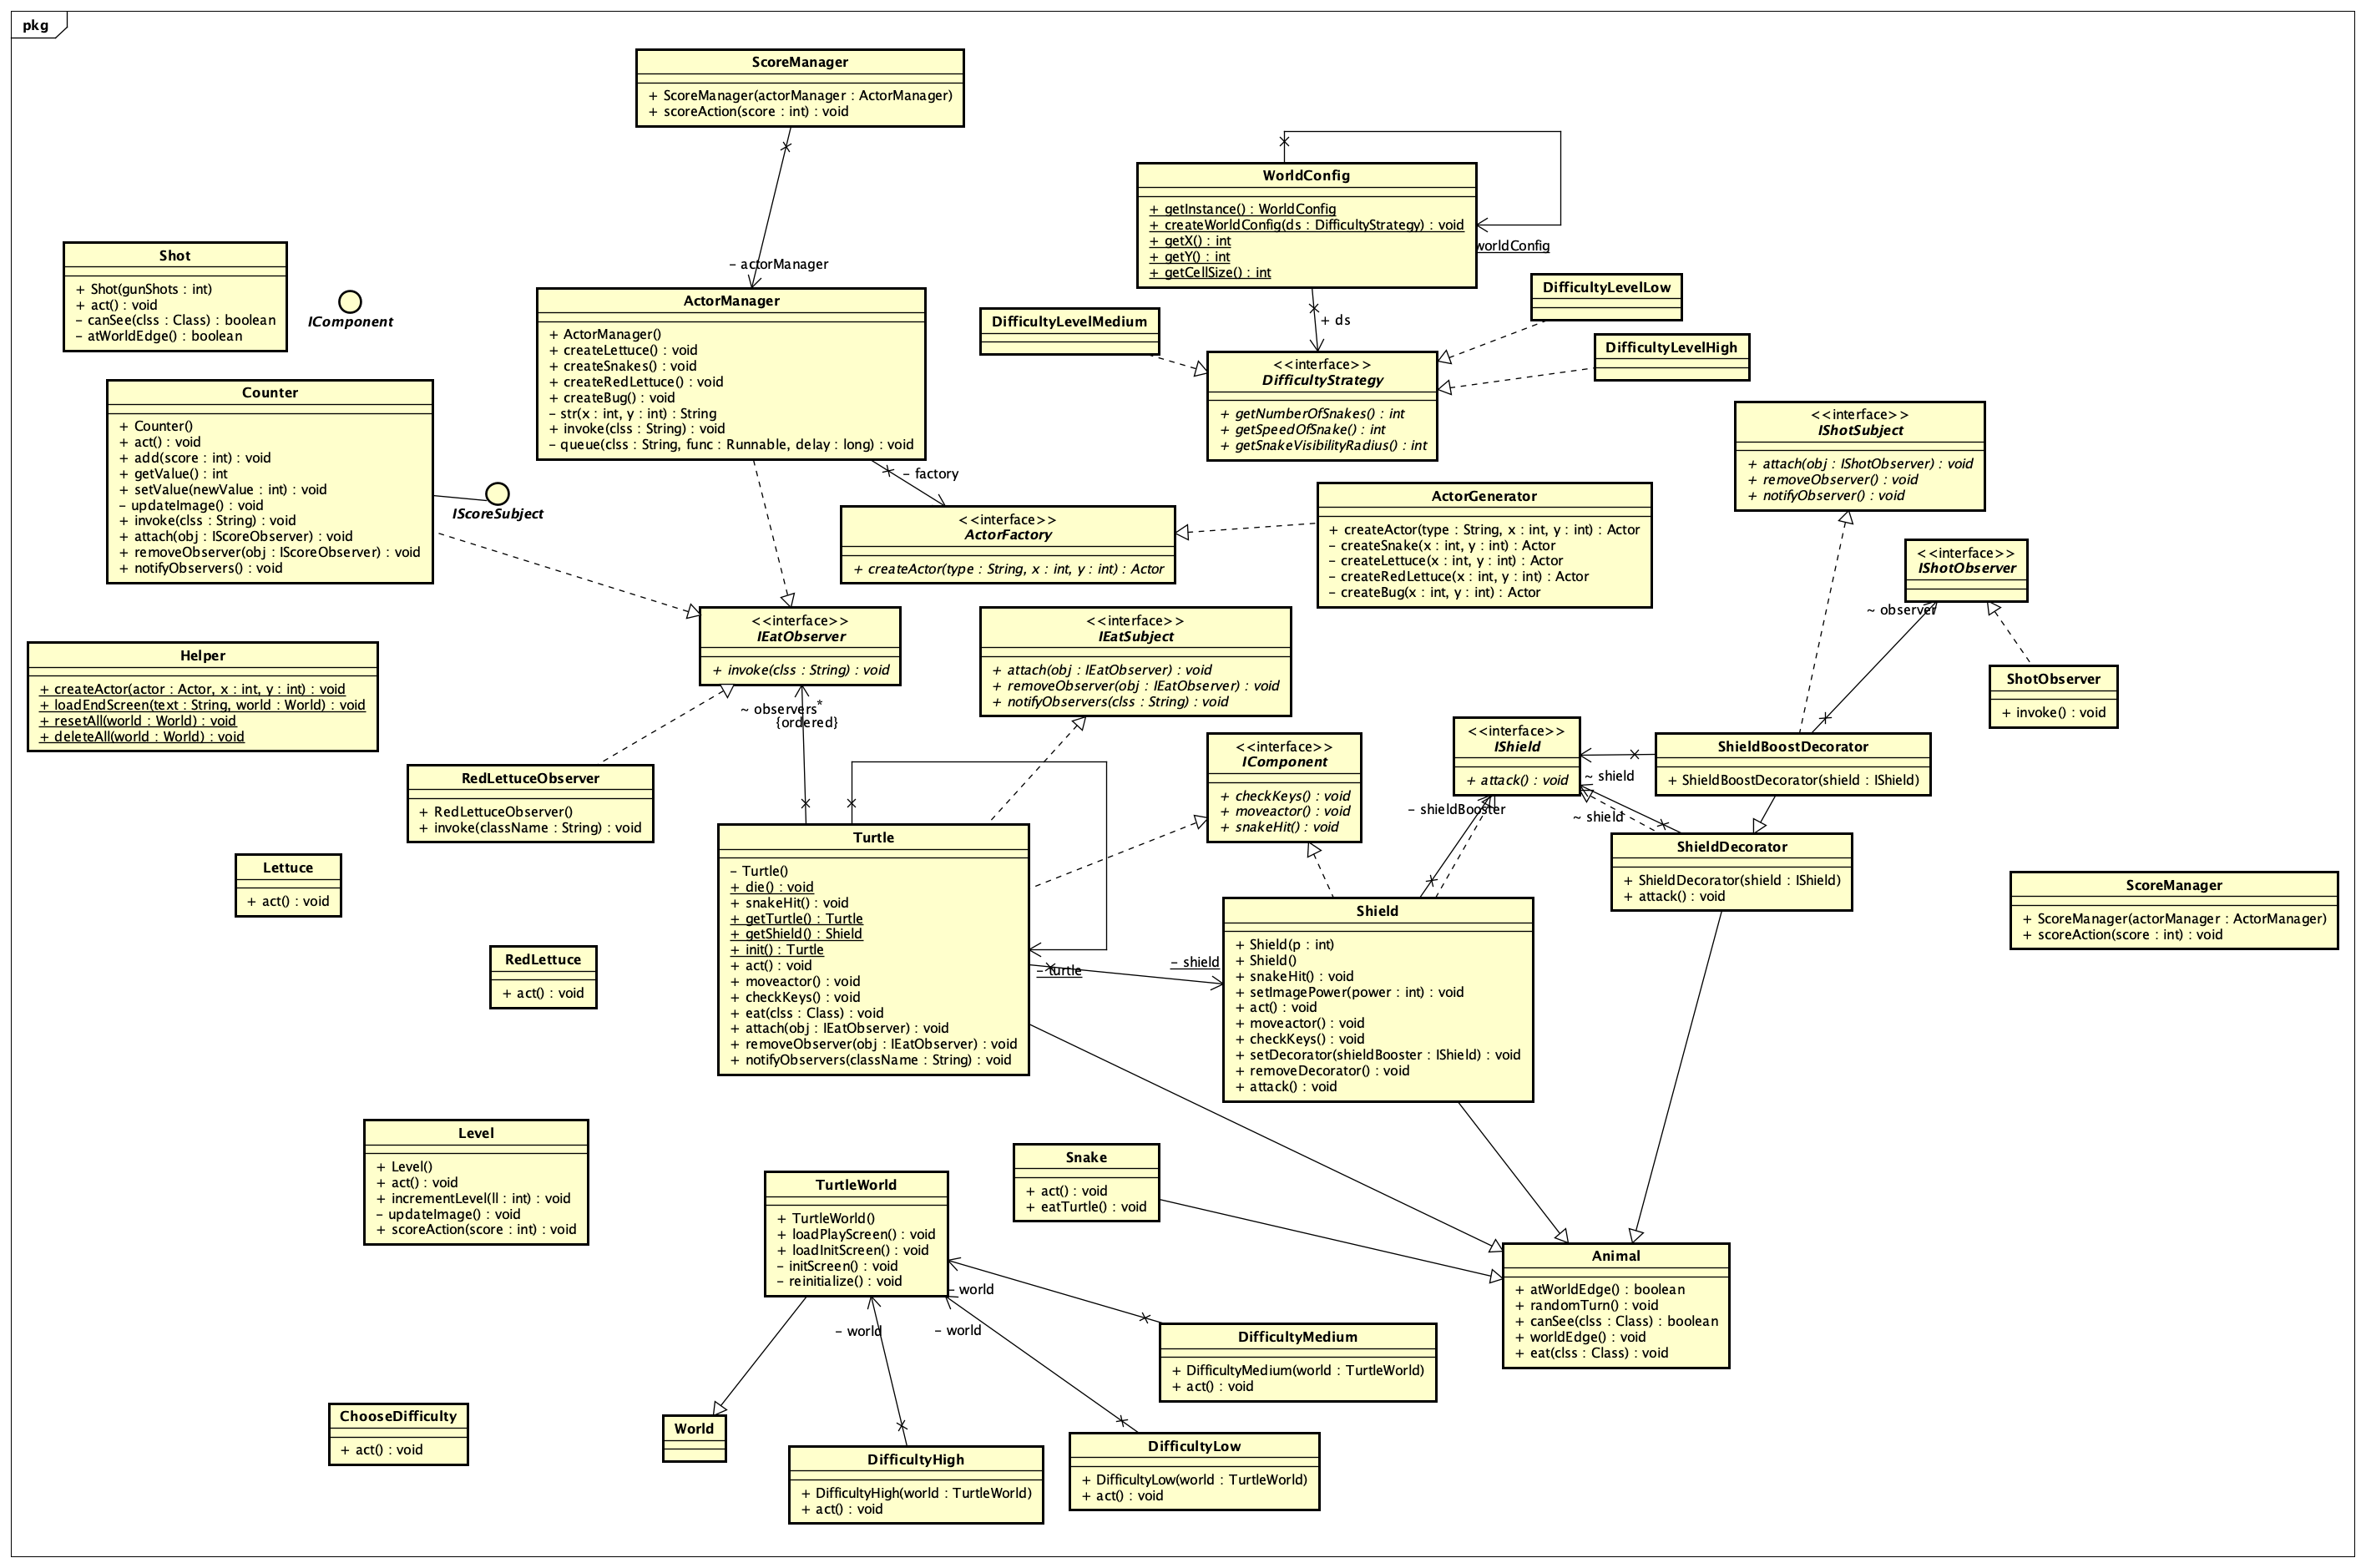 pkg
ScoreManager
+ ScoreManager(actorManager : ActorManager)
+ scoreAction(score : int) : void
- actorManager
WorldConfig
+ getInstance() : WorldConfig
+ createWorldConfig(ds : DifficultyStrategy) : void
+ getX() : int
+ getY() : int
+ getCellSize() : int
worldConfig
+ ds
Shot
+ Shot(gunShots : int)
+ act() : void
- canSee(clss : Class) : boolean
- atWorldEdge() : boolean
IComponent
ActorManager
+ ActorManager()
+ createLettuce() : void
+ createSnakes() : void
+ createRedLettuce() : void
+ createBug() : void
- str(x : int, y : int) : String
+ invoke(clss : String) : void
- queue(clss : String, func : Runnable, delay : long) : void
- factory
DifficultyLevelMedium
DifficultyLevelLow
DifficultyLevelHigh
<<interface>>
DifficultyStrategy
+ getNumberOfSnakes() : int
+ getSpeedOfSnake() : int
+ getSnakeVisibilityRadius() : int
Counter
+ Counter()
+ act() : void
+ add(score : int) : void
+ getValue() : int
+ setValue(newValue : int) : void
- updateImage() : void
+ invoke(clss : String) : void
+ attach(obj : IScoreObserver) : void
+ removeObserver(obj : IScoreObserver) : void
+ notifyObservers() : void
IScoreSubject
<<interface>>
IShotSubject
+ attach(obj : IShotObserver) : void
+ removeObserver() : void
+ notifyObserver() : void
<<interface>>
ActorFactory
+ createActor(type : String, x : int, y : int) : Actor
ActorGenerator
+ createActor(type : String, x : int, y : int) : Actor
- createSnake(x : int, y : int) : Actor
- createLettuce(x : int, y : int) : Actor
- createRedLettuce(x : int, y : int) : Actor
- createBug(x : int, y : int) : Actor
<<interface>>
IShotObserver
~ observer
<<interface>>
IEatObserver
+ invoke(clss : String) : void
~ observers
*
{ordered}
<<interface>>
IEatSubject
+ attach(obj : IEatObserver) : void
+ removeObserver(obj : IEatObserver) : void
+ notifyObservers(clss : String) : void
Helper
+ createActor(actor : Actor, x : int, y : int) : void
+ loadEndScreen(text : String, world : World) : void
+ resetAll(world : World) : void
+ deleteAll(world : World) : void
ShotObserver
+ invoke() : void
<<interface>>
IShield
+ attack() : void
ShieldBoostDecorator
+ ShieldBoostDecorator(shield : IShield)
~ shield
<<interface>>
IComponent
+ checkKeys() : void
+ moveactor() : void
+ snakeHit() : void
- shieldBooster
~ shield
RedLettuceObserver
+ RedLettuceObserver()
+ invoke(className : String) : void
Turtle
- Turtle()
+ die() : void
+ snakeHit() : void
+ getTurtle() : Turtle
+ getShield() : Shield
+ init() : Turtle
+ act() : void
+ moveactor() : void
+ checkKeys() : void
+ eat(clss : Class) : void
+ attach(obj : IEatObserver) : void
+ removeObserver(obj : IEatObserver) : void
+ notifyObservers(className : String) : void
- turtle
- shield
ShieldDecorator
+ ShieldDecorator(shield : IShield)
+ attack() : void
Lettuce
+ act() : void
ScoreManager
+ ScoreManager(actorManager : ActorManager)
+ scoreAction(score : int) : void
Shield
+ Shield(p : int)
+ Shield()
+ snakeHit() : void
+ setImagePower(power : int) : void
+ act() : void
+ moveactor() : void
+ checkKeys() : void
+ setDecorator(shieldBooster : IShield) : void
+ removeDecorator() : void
+ attack() : void
RedLettuce
+ act() : void
Level
+ Level()
+ act() : void
+ incrementLevel(ll : int) : void
- updateImage() : void
+ scoreAction(score : int) : void
Snake
+ act() : void
+ eatTurtle() : void
TurtleWorld
+ TurtleWorld()
+ loadPlayScreen() : void
+ loadInitScreen() : void
- initScreen() : void
- reinitialize() : void
- world
- world
- world
Animal
+ atWorldEdge() : boolean
+ randomTurn() : void
+ canSee(clss : Class) : boolean
+ worldEdge() : void
+ eat(clss : Class) : void
DifficultyMedium
+ DifficultyMedium(world : TurtleWorld)
+ act() : void
ChooseDifficulty
+ act() : void
World
DifficultyHigh
+ DifficultyHigh(world : TurtleWorld)
+ act() : void
DifficultyLow
+ DifficultyLow(world : TurtleWorld)
+ act() : void